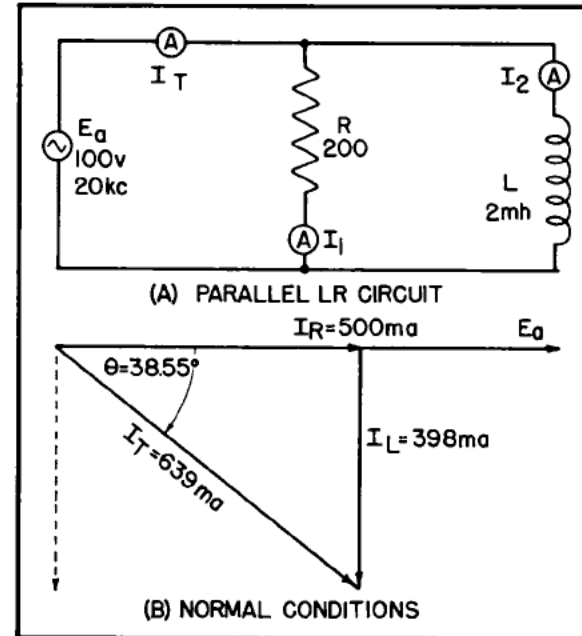 A
I T
A
I 2
E a
100v
20kc
R
200
L
2mh
A
I 1
(A) PARALLEL LR CIRCUIT
I R=500ma
E a
θ=38.55°
I T=639ma
I L=398ma
(B) NORMAL CONDITIONS